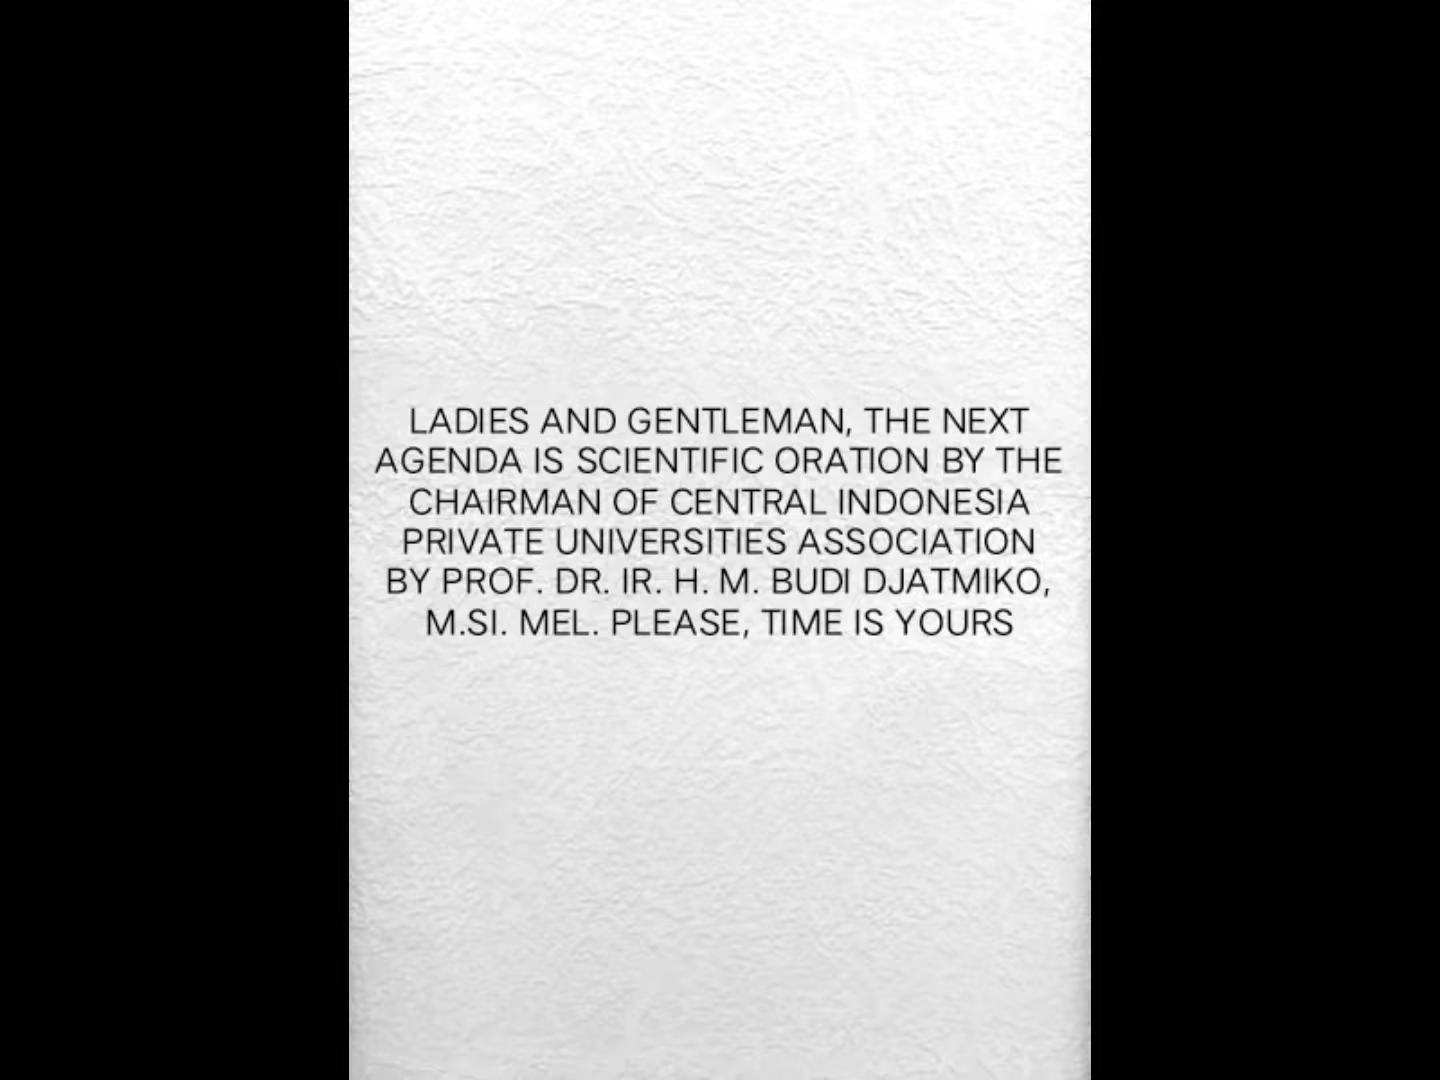 LADIES AND GENTLEMAN, THE NEXT
AGENDA IS SCIENTIFIC ORATION BY THE
CHAIRMAN OF CENTRAL INDONESIA
PRIVATE UNIVERSITIES ASSOCIATION
BY PROF. DR. IR. H. M. BUDI DJATMIKO,
M.SI. MEL. PLEASE, TIME IS YOURS